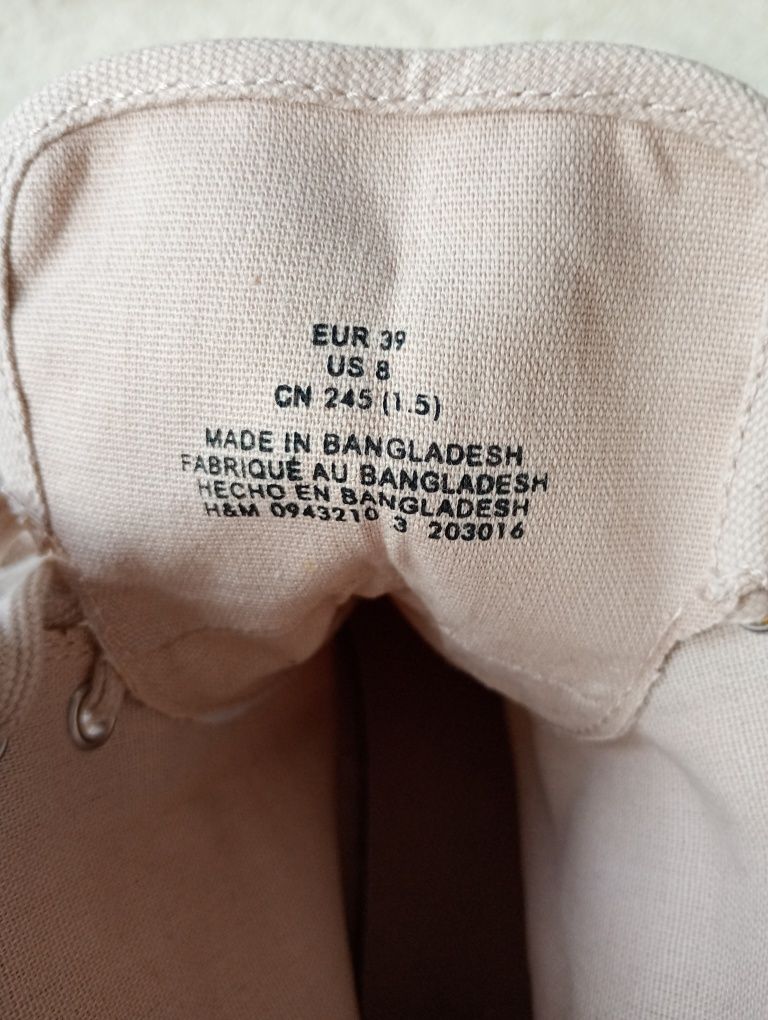 EUR 39
US 8
CN 245 (1.5)
MADE IN BANGLADESH
FABRIQUÉ AU BANGLADESH
HECHO EN BANGLADESH
H&M 0943210 3 203016